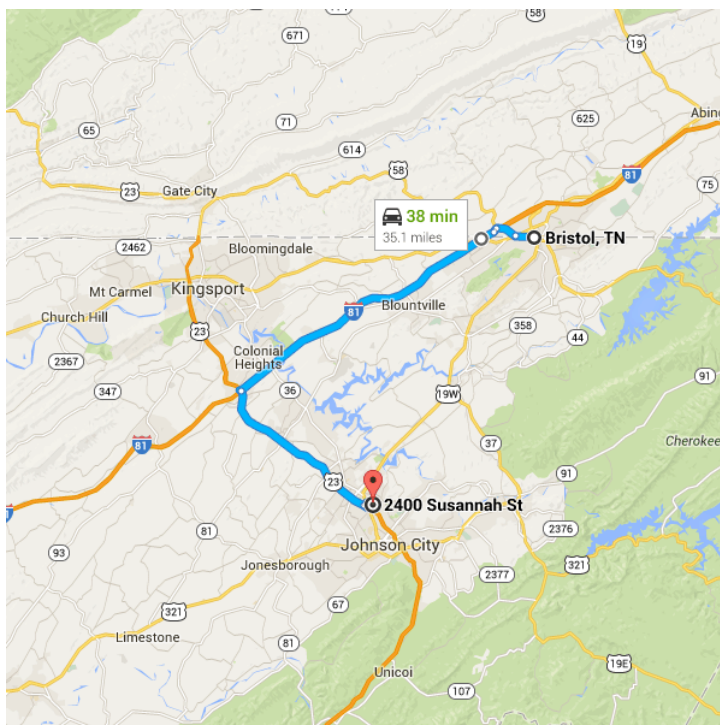 58
671
19
65
71
Abing
625
614
58
81
23
Gate City
75
38 min
35.1 miles
Bristol, TN
2462
Bloomingdale
Mt Carmel
Kingsport
81
Blountville
Church Hill
23
358
44
2367
Colonial
Heights
347
36
19W
91
37
Cherokee
81
91
23
2400 Susannah St
81
2376
93
Johnson City
Jonesborough
321
2377
67
321
Limestone
81
19E
Unicoi
107